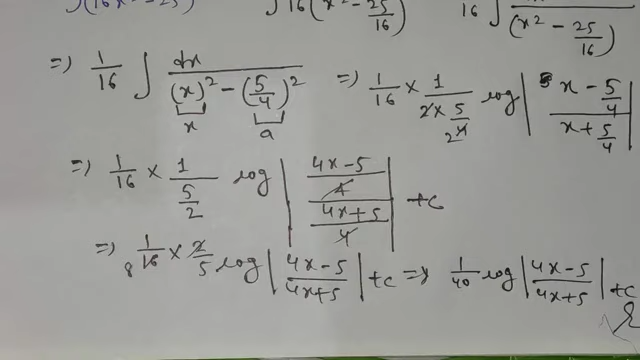 ∫(16x² − 25) ∫ 16(x² − 25/16) 16 ∫ (x² − 25/16)
=) 1/16 ∫ dx / ((x)² − (5/4)²) =) 1/16 × 1/(2 × 5/4) log |(x − 5/4)/(x + 5/4)|
x a 2
=) 1/16 × 1/(5/2) log |((4x − 5)/4)/((4x + 5)/4)| + c
=) 1/16 × 2/5 log |(4x − 5)/(4x + 5)| + c =) 1/40 log |(4x − 5)/(4x + 5)| + c
8